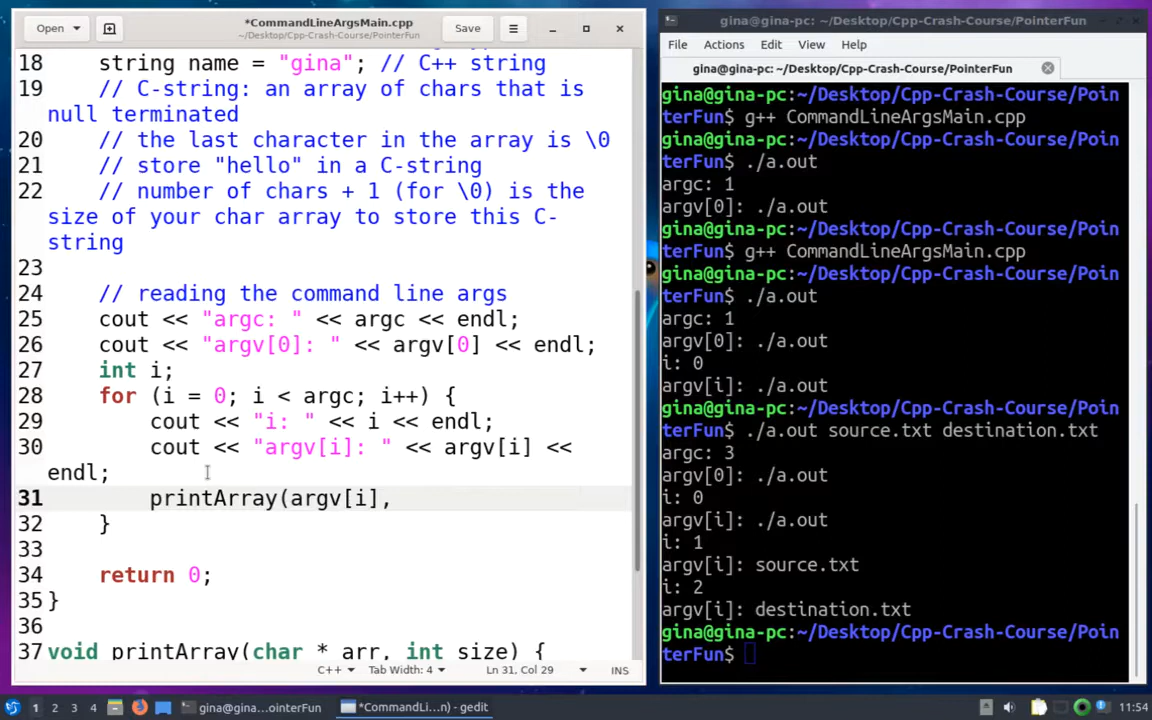 Open
*CommandLineArgsMain.cpp
~/Desktop/Cpp-Crash-Course/PointerFun
Save
18 string name = "gina"; // C++ string
19 // C-string: an array of chars that is
null terminated
20 // the last character in the array is \0
21 // store "hello" in a C-string
22 // number of chars + 1 (for \0) is the
size of your char array to store this C-
string
23
24 // reading the command line args
25 cout << "argc: " << argc << endl;
26 cout << "argv[0]: " << argv[0] << endl;
27 int i;
28 for (i = 0; i < argc; i++) {
29 cout << "i: " << i << endl;
30 cout << "argv[i]: " << argv[i] <<
endl;
31 printArray(argv[i],
32 }
33
34 return 0;
35 }
36
37 void printArray(char * arr, int size) {
C++ Tab Width: 4 Ln 31, Col 29 INS
gina@gina-pc: ~/Desktop/Cpp-Crash-Course/PointerFun
File Actions Edit View Help
gina@gina-pc: ~/Desktop/Cpp-Crash-Course/PointerFun
gina@gina-pc:~/Desktop/Cpp-Crash-Course/Poin
terFun$ g++ CommandLineArgsMain.cpp
gina@gina-pc:~/Desktop/Cpp-Crash-Course/Poin
terFun$ ./a.out
argc: 1
argv[0]: ./a.out
gina@gina-pc:~/Desktop/Cpp-Crash-Course/Poin
terFun$ g++ CommandLineArgsMain.cpp
gina@gina-pc:~/Desktop/Cpp-Crash-Course/Poin
terFun$ ./a.out
argc: 1
argv[0]: ./a.out
i: 0
argv[i]: ./a.out
gina@gina-pc:~/Desktop/Cpp-Crash-Course/Poin
terFun$ ./a.out source.txt destination.txt
argc: 3
argv[0]: ./a.out
i: 0
argv[i]: ./a.out
i: 1
argv[i]: source.txt
i: 2
argv[i]: destination.txt
gina@gina-pc:~/Desktop/Cpp-Crash-Course/Poin
terFun$
1 2 3 4 gina@gina...ointerFun *CommandLi...n) - gedit 11:54